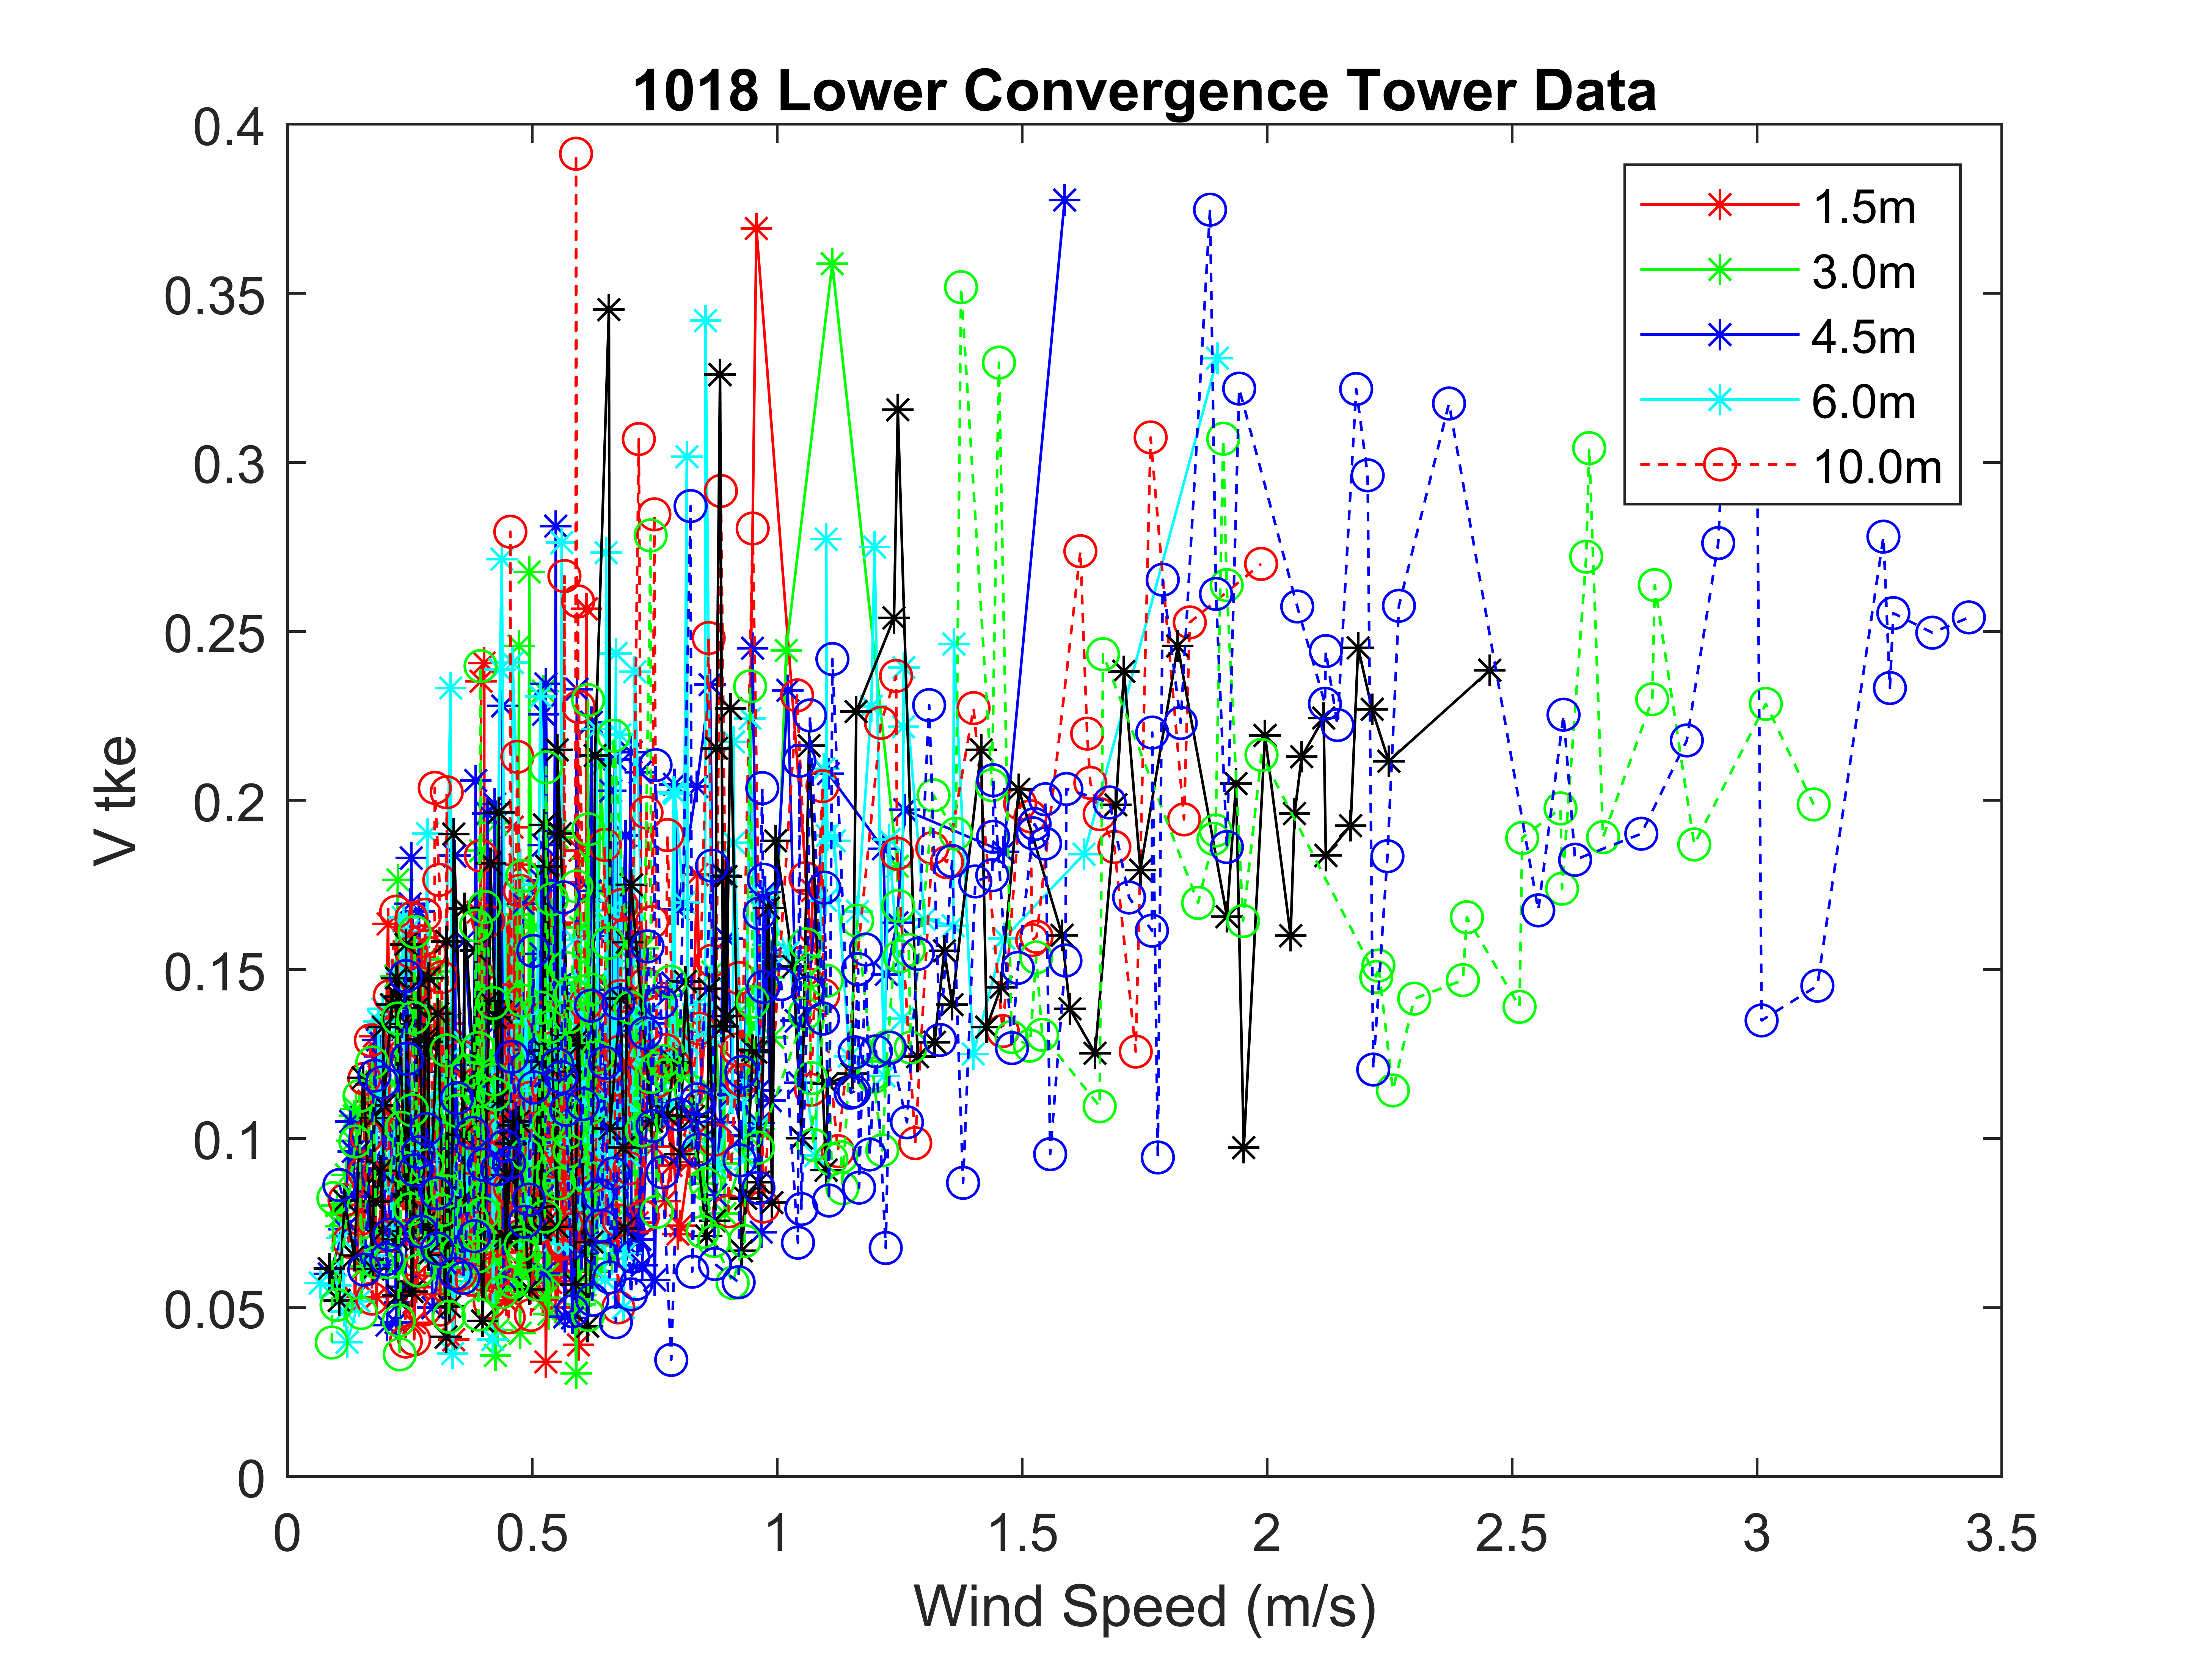 1018 Lower Convergence Tower Data
0.4
0.35
0.3
0.25
0.2
0.15
0.1
0.05
0
V tke
1.5m
3.0m
4.5m
6.0m
10.0m
0 0.5 1 1.5 2 2.5 3 3.5
Wind Speed (m/s)